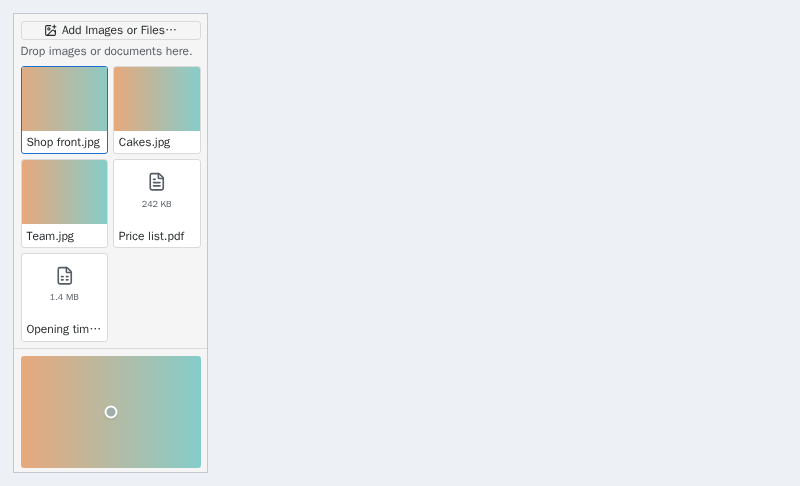 Add Images or Files⋯
Drop images or documents here.
Shop front.jpg
Cakes.jpg
Team.jpg
242 KB
Price list.pdf
1.4 MB
Opening tim⋯